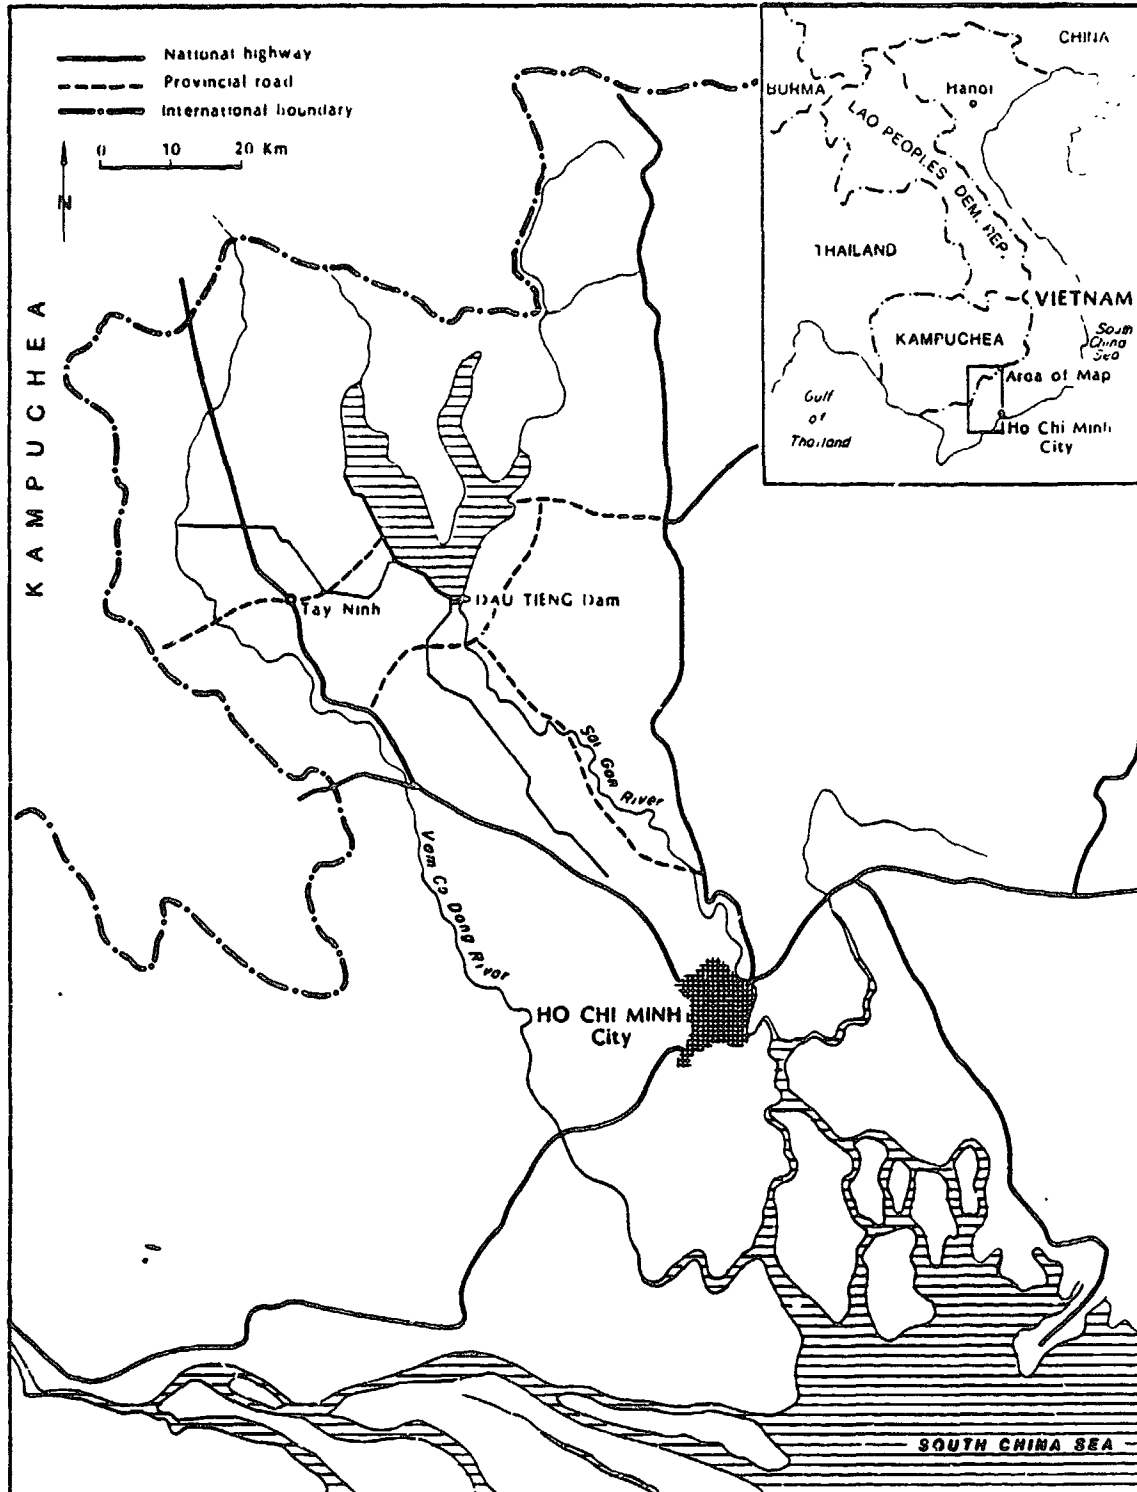 National highway
Provincial road
International boundary
0 10 20 Km
N
KAMPUCHEA
CHINA
BURMA
Hanoi
LAO PEOPLES DEM. REP.
THAILAND
VIETNAM
KAMPUCHEA
South
China
Sea
Area of Map
Gulf
of
Thailand
Ho Chi Minh
City
DAU TIENG Dam
Tay Ninh
Sai Gon River
Vam Co Dong River
HO CHI MINH
City
SOUTH CHINA SEA